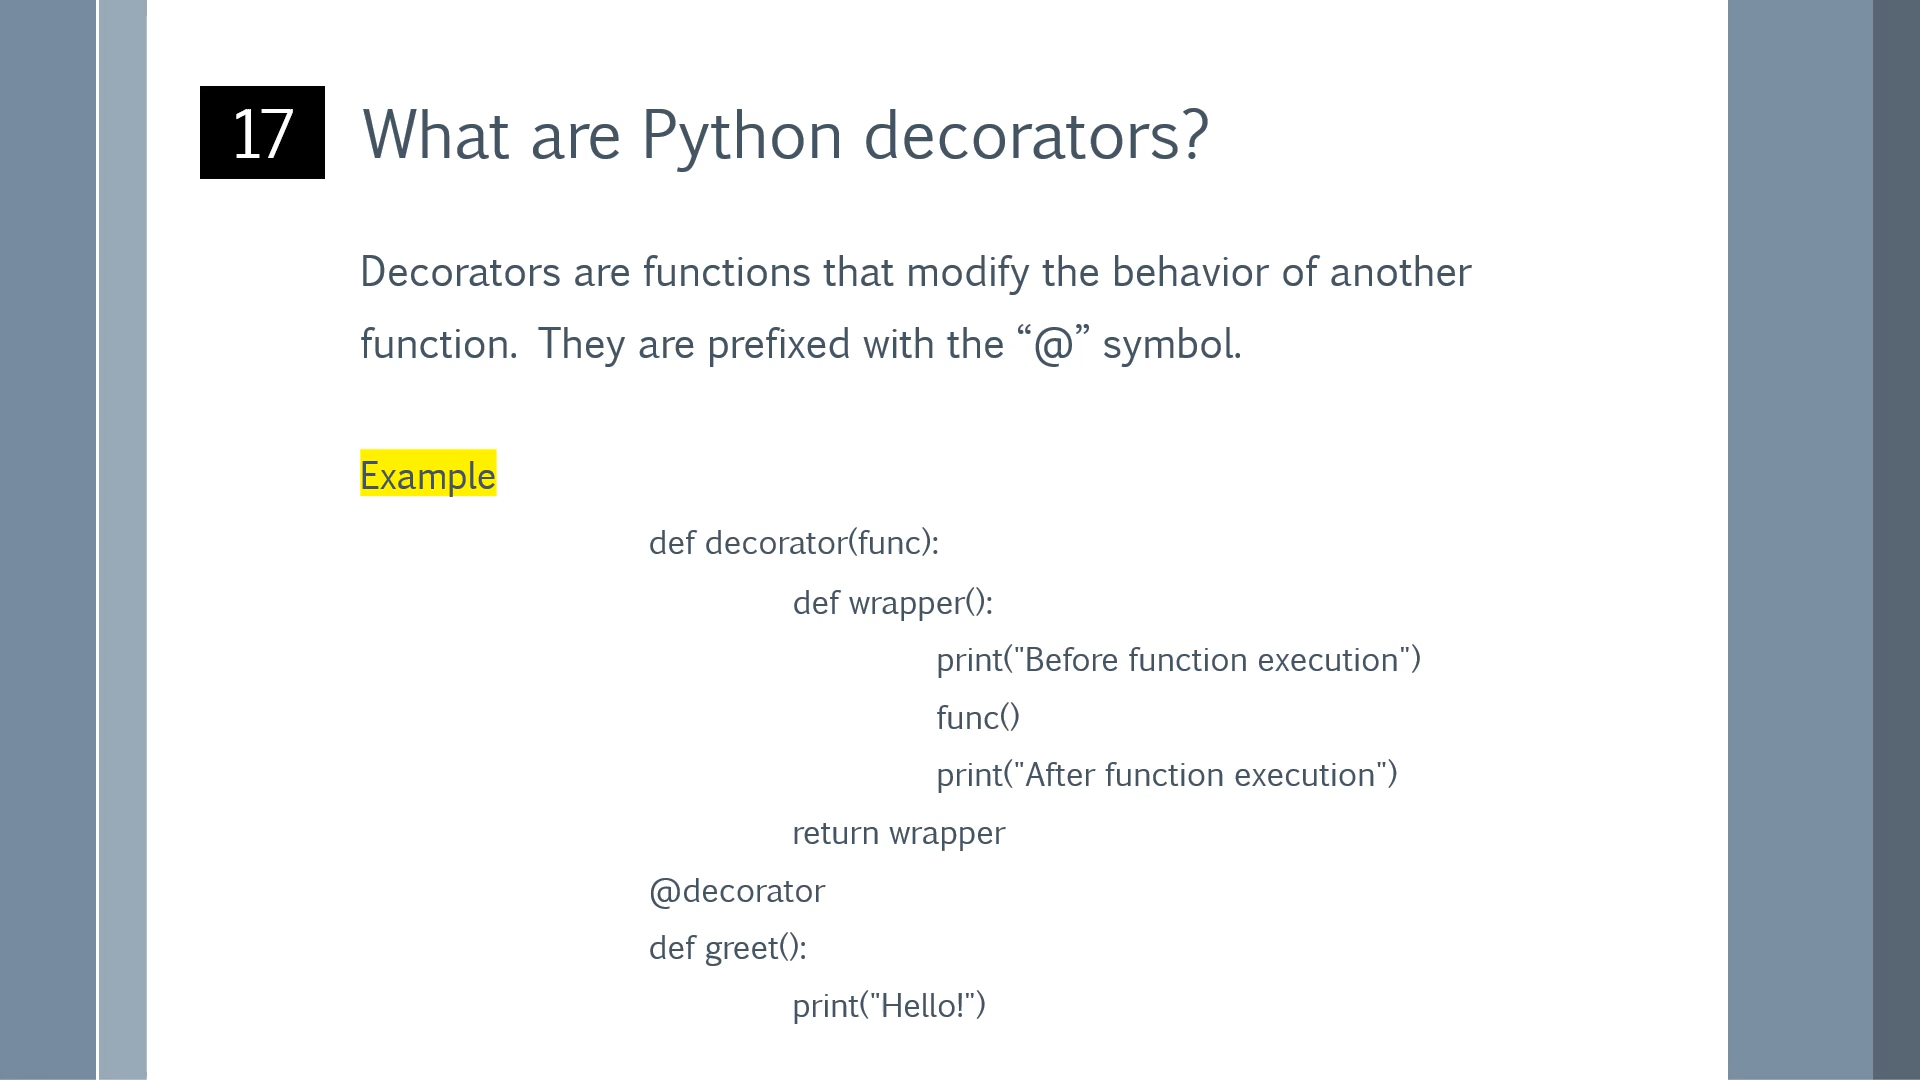 17 What are Python decorators?
Decorators are functions that modify the behavior of another
function. They are prefixed with the “@” symbol.
Example
def decorator(func):
def wrapper():
print("Before function execution")
func()
print("After function execution")
return wrapper
@decorator
def greet():
print("Hello!")